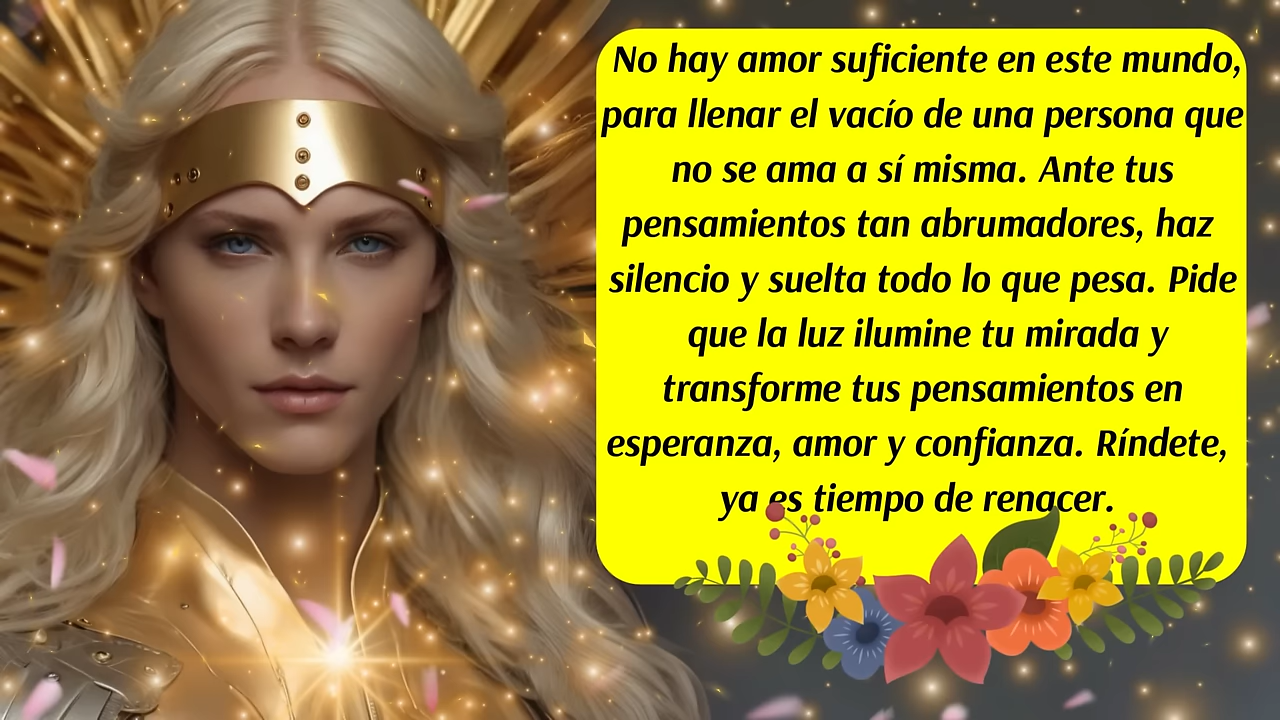 No hay amor suficiente en este mundo,
para llenar el vacío de una persona que
no se ama a sí misma. Ante tus
pensamientos tan abrumadores, haz
silencio y suelta todo lo que pesa. Pide
que la luz ilumine tu mirada y
transforme tus pensamientos en
esperanza, amor y confianza. Ríndete,
ya es tiempo de renacer.